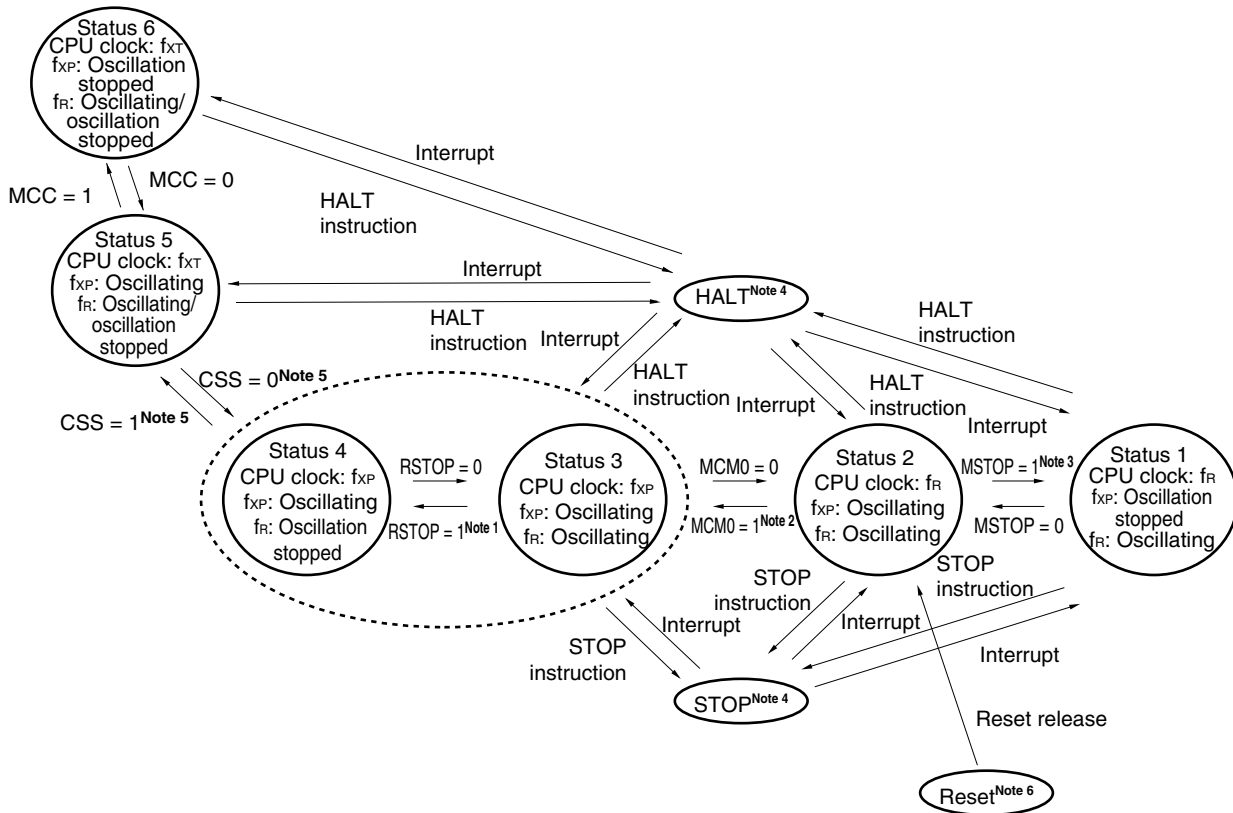 Status 6
CPU clock: fXT
fXP: Oscillation
stopped
fR: Oscillating/
oscillation
stopped
Interrupt
MCC = 1
MCC = 0
HALT
instruction
Status 5
CPU clock: fXT
fXP: Oscillating
fR: Oscillating/
oscillation
stopped
Interrupt
HALT
instruction
HALTNote 4
HALT
instruction
Interrupt
HALT
instruction
Interrupt
HALT
instruction
Interrupt
CSS = 0Note 5
CSS = 1Note 5
Status 4
CPU clock: fXP
fXP: Oscillating
fR: Oscillation
stopped
RSTOP = 0
RSTOP = 1Note 1
Status 3
CPU clock: fXP
fXP: Oscillating
fR: Oscillating
MCM0 = 0
MCM0 = 1Note 2
Status 2
CPU clock: fR
fXP: Oscillating
fR: Oscillating
MSTOP = 1Note 3
MSTOP = 0
Status 1
CPU clock: fR
fXP: Oscillation
stopped
fR: Oscillating
STOP
instruction
Interrupt
STOP
instruction
Interrupt
STOP
instruction
Interrupt
STOPNote 4
Reset release
ResetNote 6